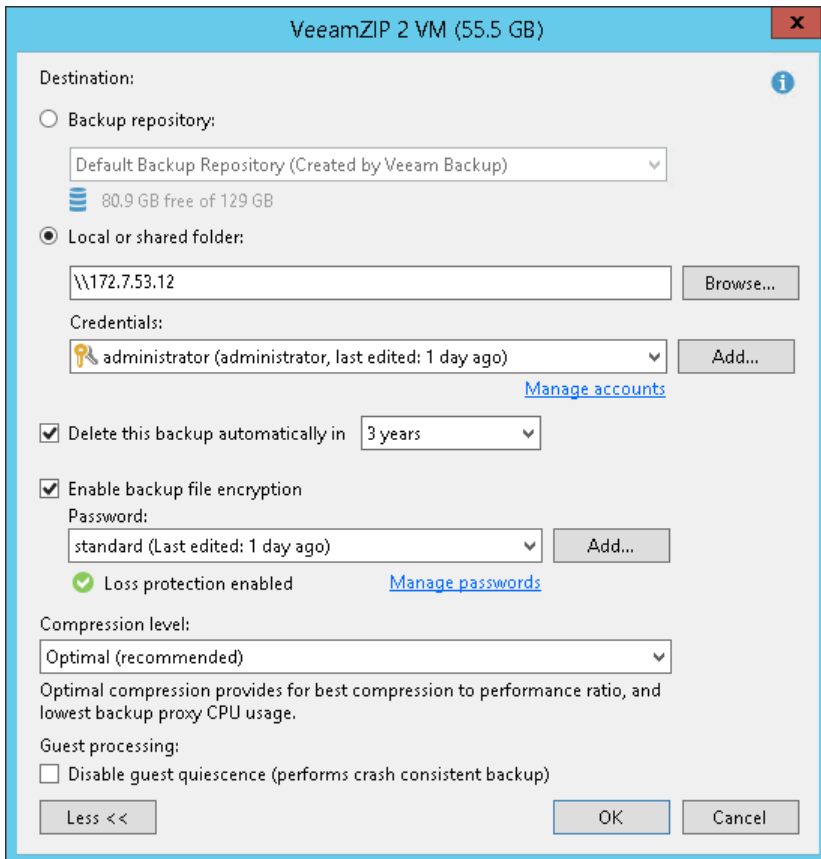 VeeamZIP 2 VM (55.5 GB)
x
Destination:
i
Backup repository:
Default Backup Repository (Created by Veeam Backup)
80.9 GB free of 129 GB
Local or shared folder:
\\172.7.53.12 Browse...
Credentials:
administrator (administrator, last edited: 1 day ago) Add...
Manage accounts
Delete this backup automatically in 3 years
Enable backup file encryption
Password:
standard (Last edited: 1 day ago) Add...
Loss protection enabled Manage passwords
Compression level:
Optimal (recommended)
Optimal compression provides for best compression to performance ratio, and
lowest backup proxy CPU usage.
Guest processing:
Disable guest quiescence (performs crash consistent backup)
Less << OK Cancel